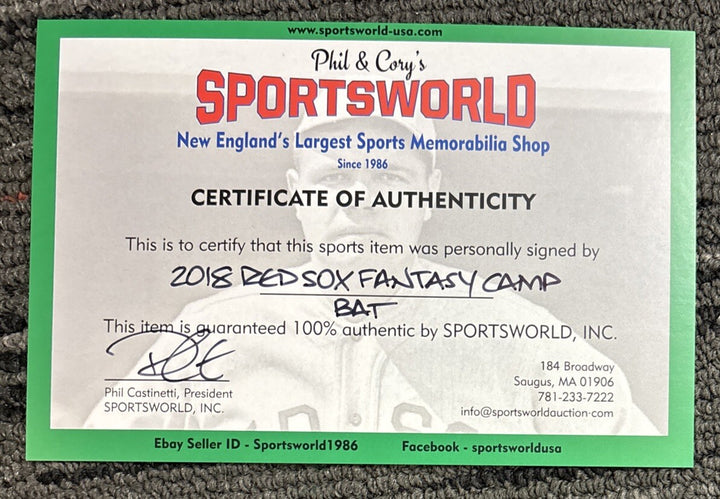 www.sportsworld-usa.com
Phil & Cory's
SPORTSWORLD
New England's Largest Sports Memorabilia Shop
Since 1986
CERTIFICATE OF AUTHENTICITY
This is to certify that this sports item was personally signed by
2018 RED SOX FANTASY CAMP
BAT
This item is guaranteed 100% authentic by SPORTSWORLD, INC.
Phil Castinetti, President
SPORTSWORLD, INC.
184 Broadway
Saugus, MA 01906
781-233-7222
info@sportsworldauction.com
Ebay Seller ID - Sportsworld1986
Facebook - sportsworldusa